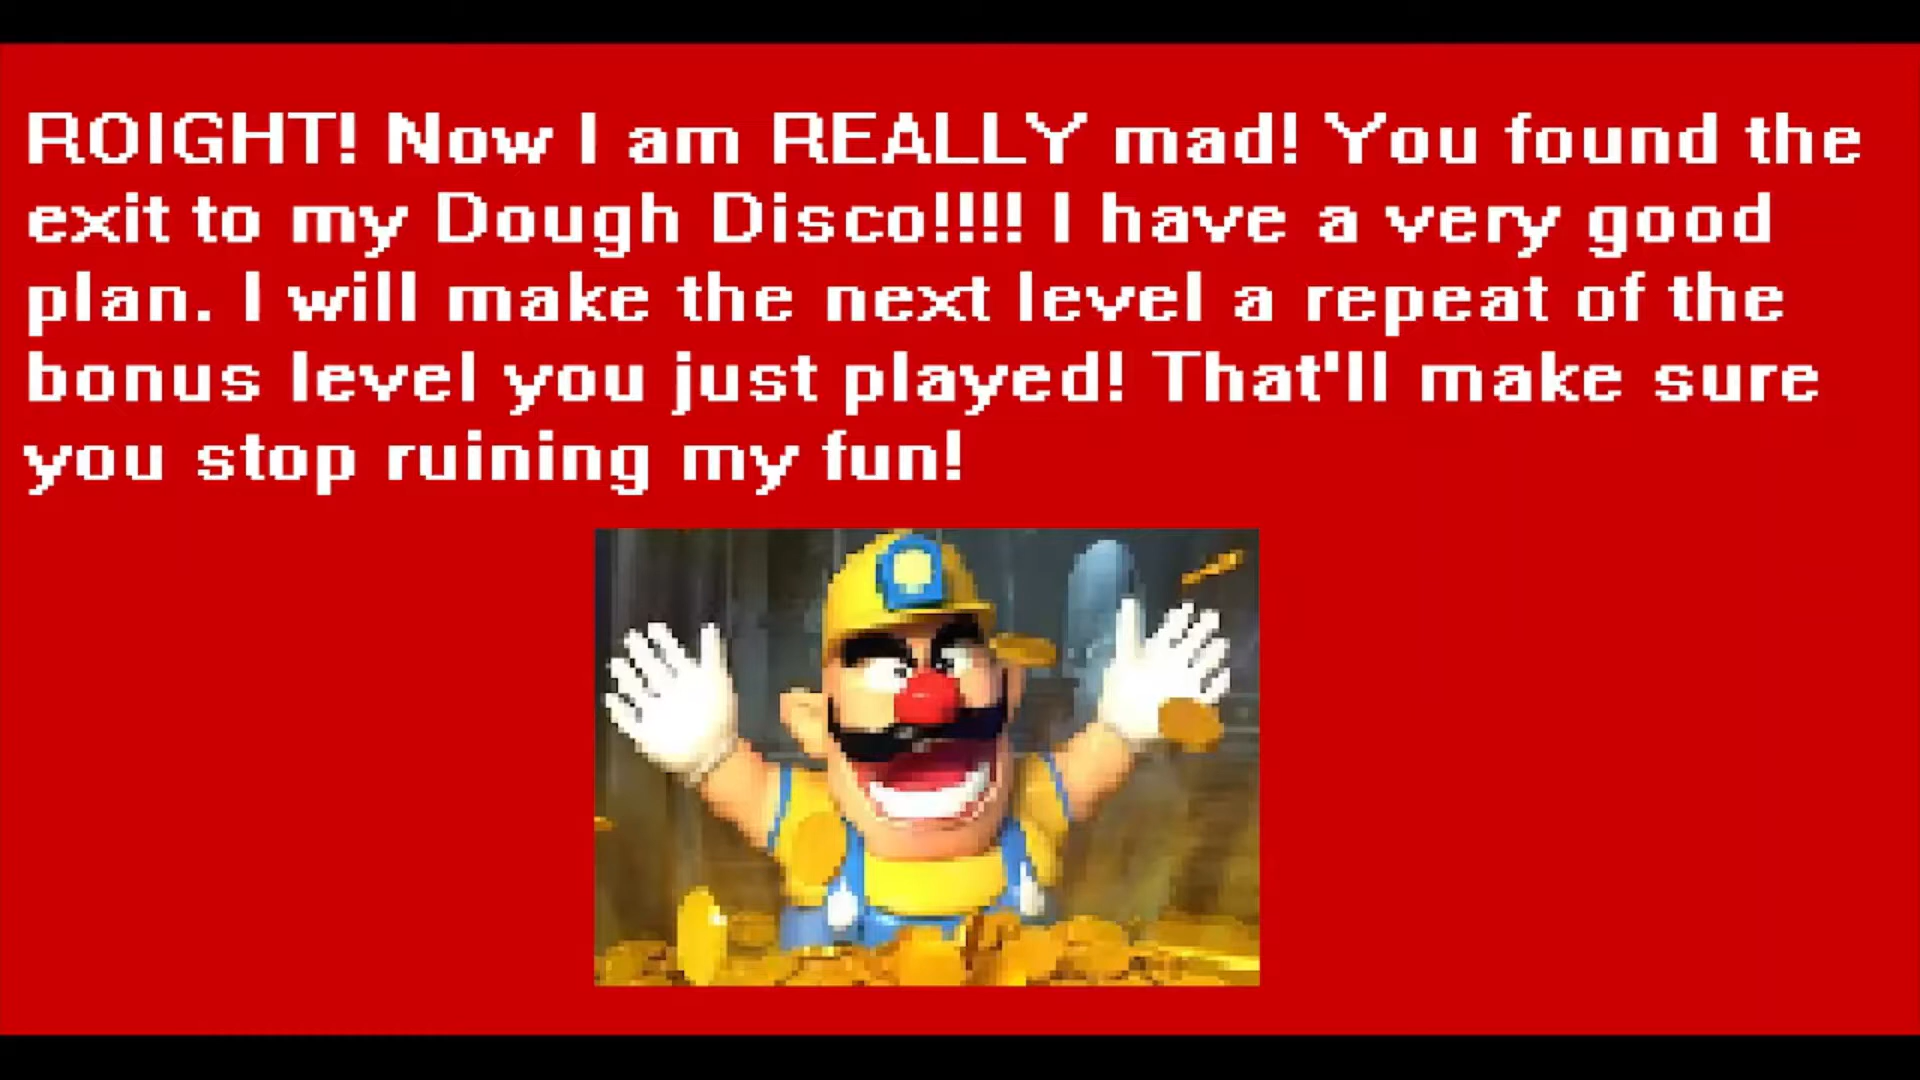 ROIGHT! Now I am REALLY mad! You found the
exit to my Dough Disco!!!! I have a very good
plan. I will make the next level a repeat of the
bonus level you just played! That'll make sure
you stop ruining my fun!